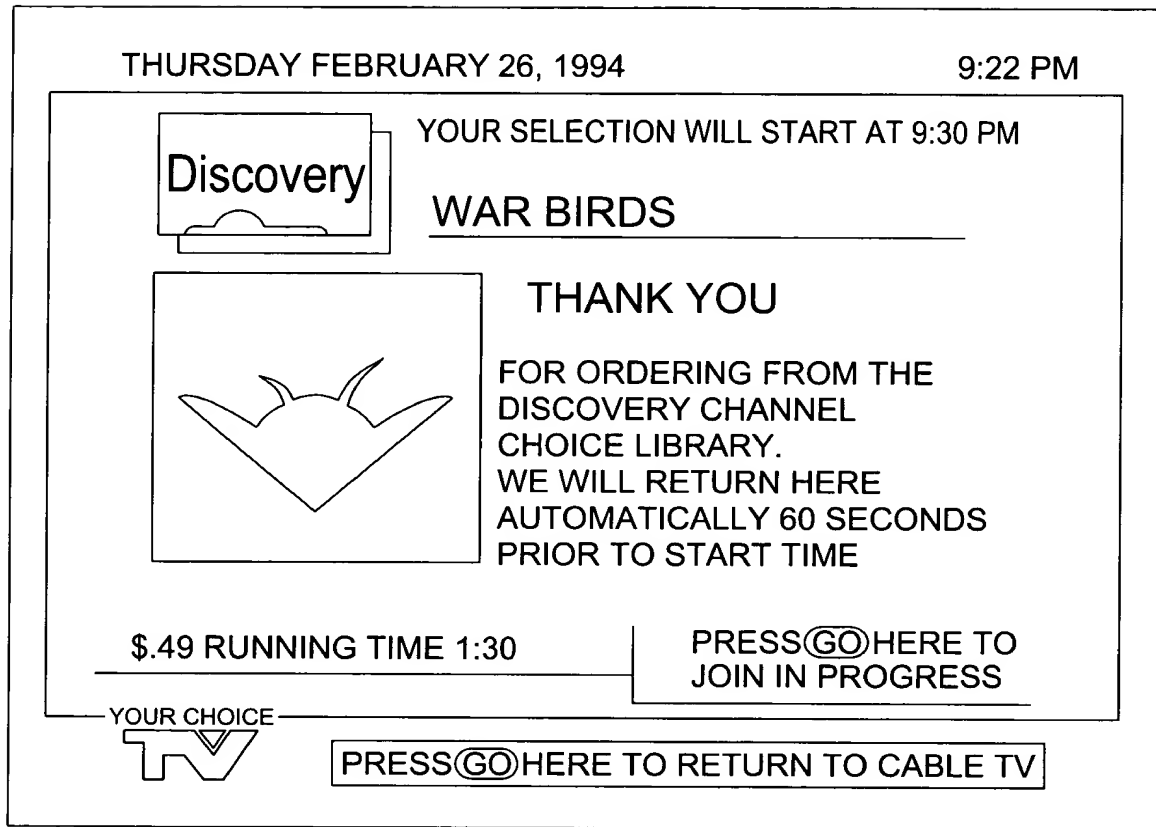 THURSDAY FEBRUARY 26, 1994 9:22 PM
Discovery
YOUR SELECTION WILL START AT 9:30 PM
WAR BIRDS
THANK YOU
FOR ORDERING FROM THE
DISCOVERY CHANNEL
CHOICE LIBRARY.
WE WILL RETURN HERE
AUTOMATICALLY 60 SECONDS
PRIOR TO START TIME
$.49 RUNNING TIME 1:30
PRESS GO HERE TO
JOIN IN PROGRESS
YOUR CHOICE
TV
PRESS GO HERE TO RETURN TO CABLE TV